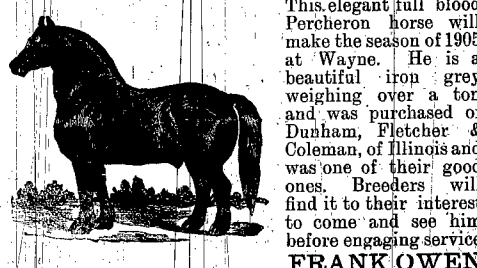 This elegant full blood
Percheron horse will
make the season of 1905
at Wayne. He is a
beautiful iron grey
weighing over a ton
and was purchased of
Dunham, Fletcher &
Coleman, of Illinois and
was one of their good
ones. Breeders will
find it to their interest
to come and see him
before engaging service
FRANK OWEN